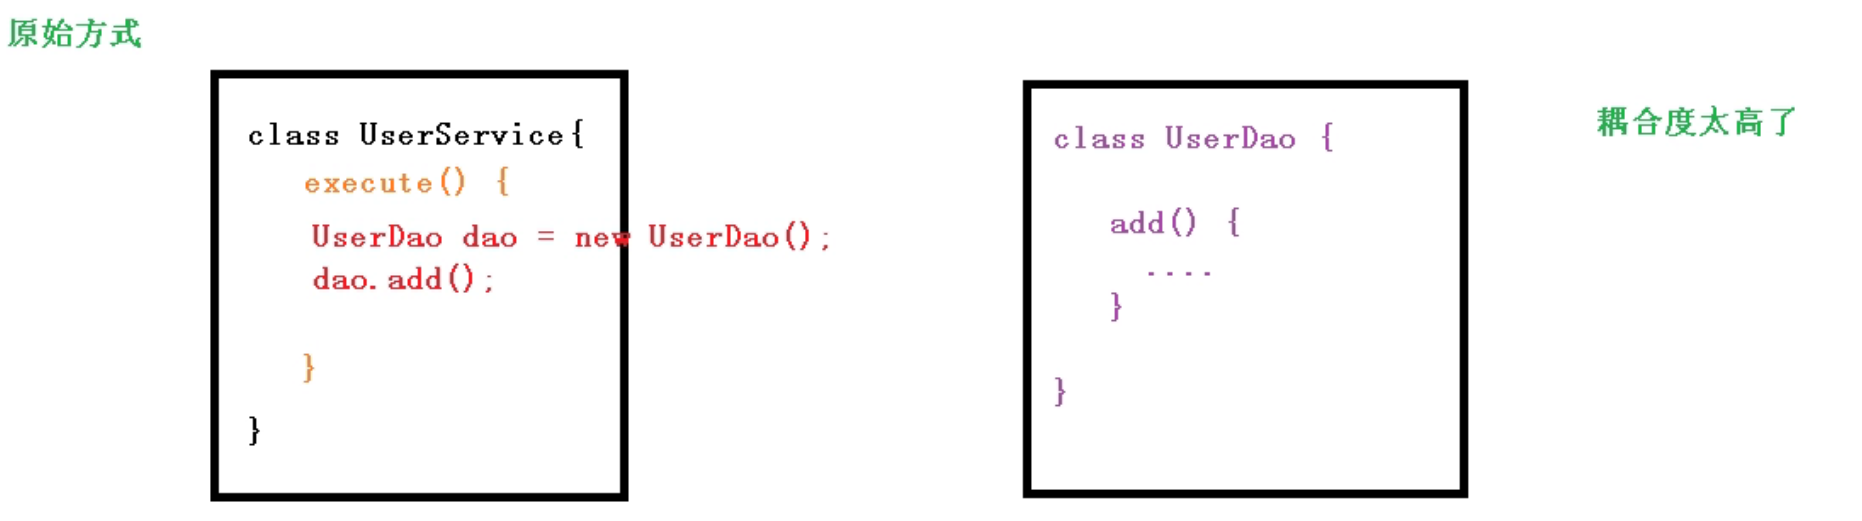 原始方式
class UserService{
execute() {
UserDao dao = new UserDao();
dao.add();
}
}
class UserDao {
add() {
....
}
}
耦合度太高了